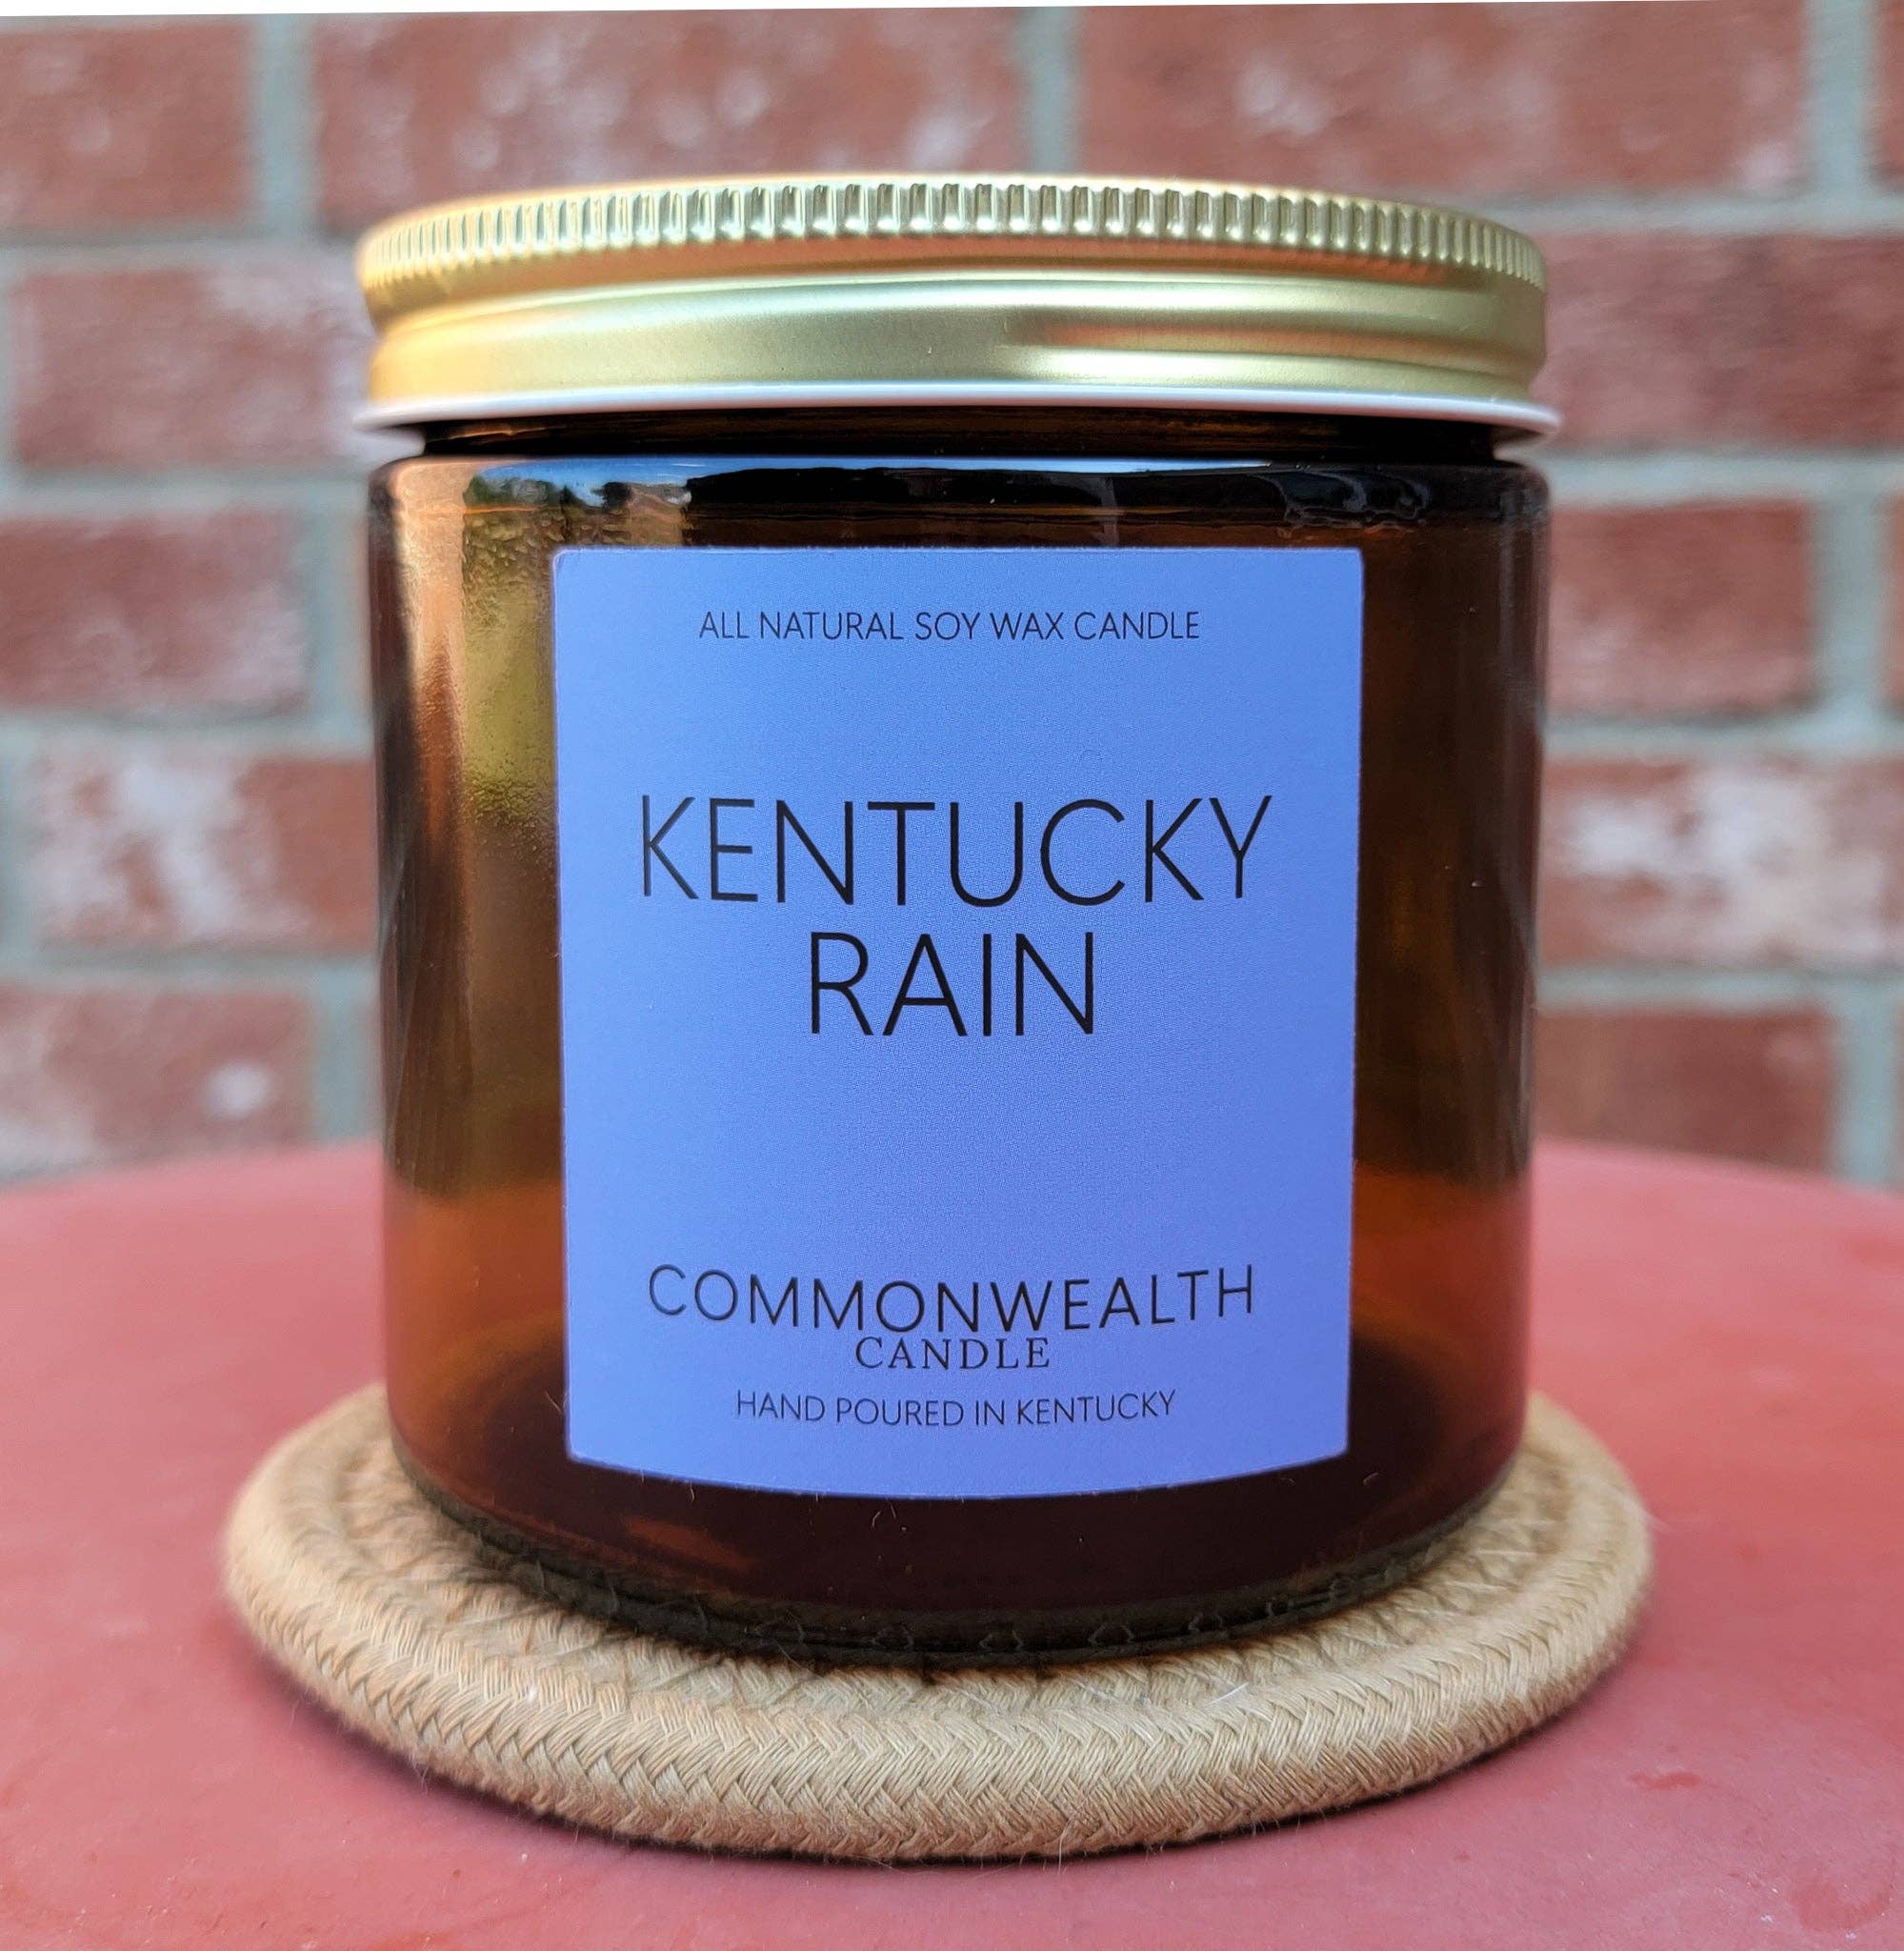 ALL NATURAL SOY WAX CANDLE
KENTUCKY
RAIN
COMMONWEALTH
CANDLE
HAND POURED IN KENTUCKY